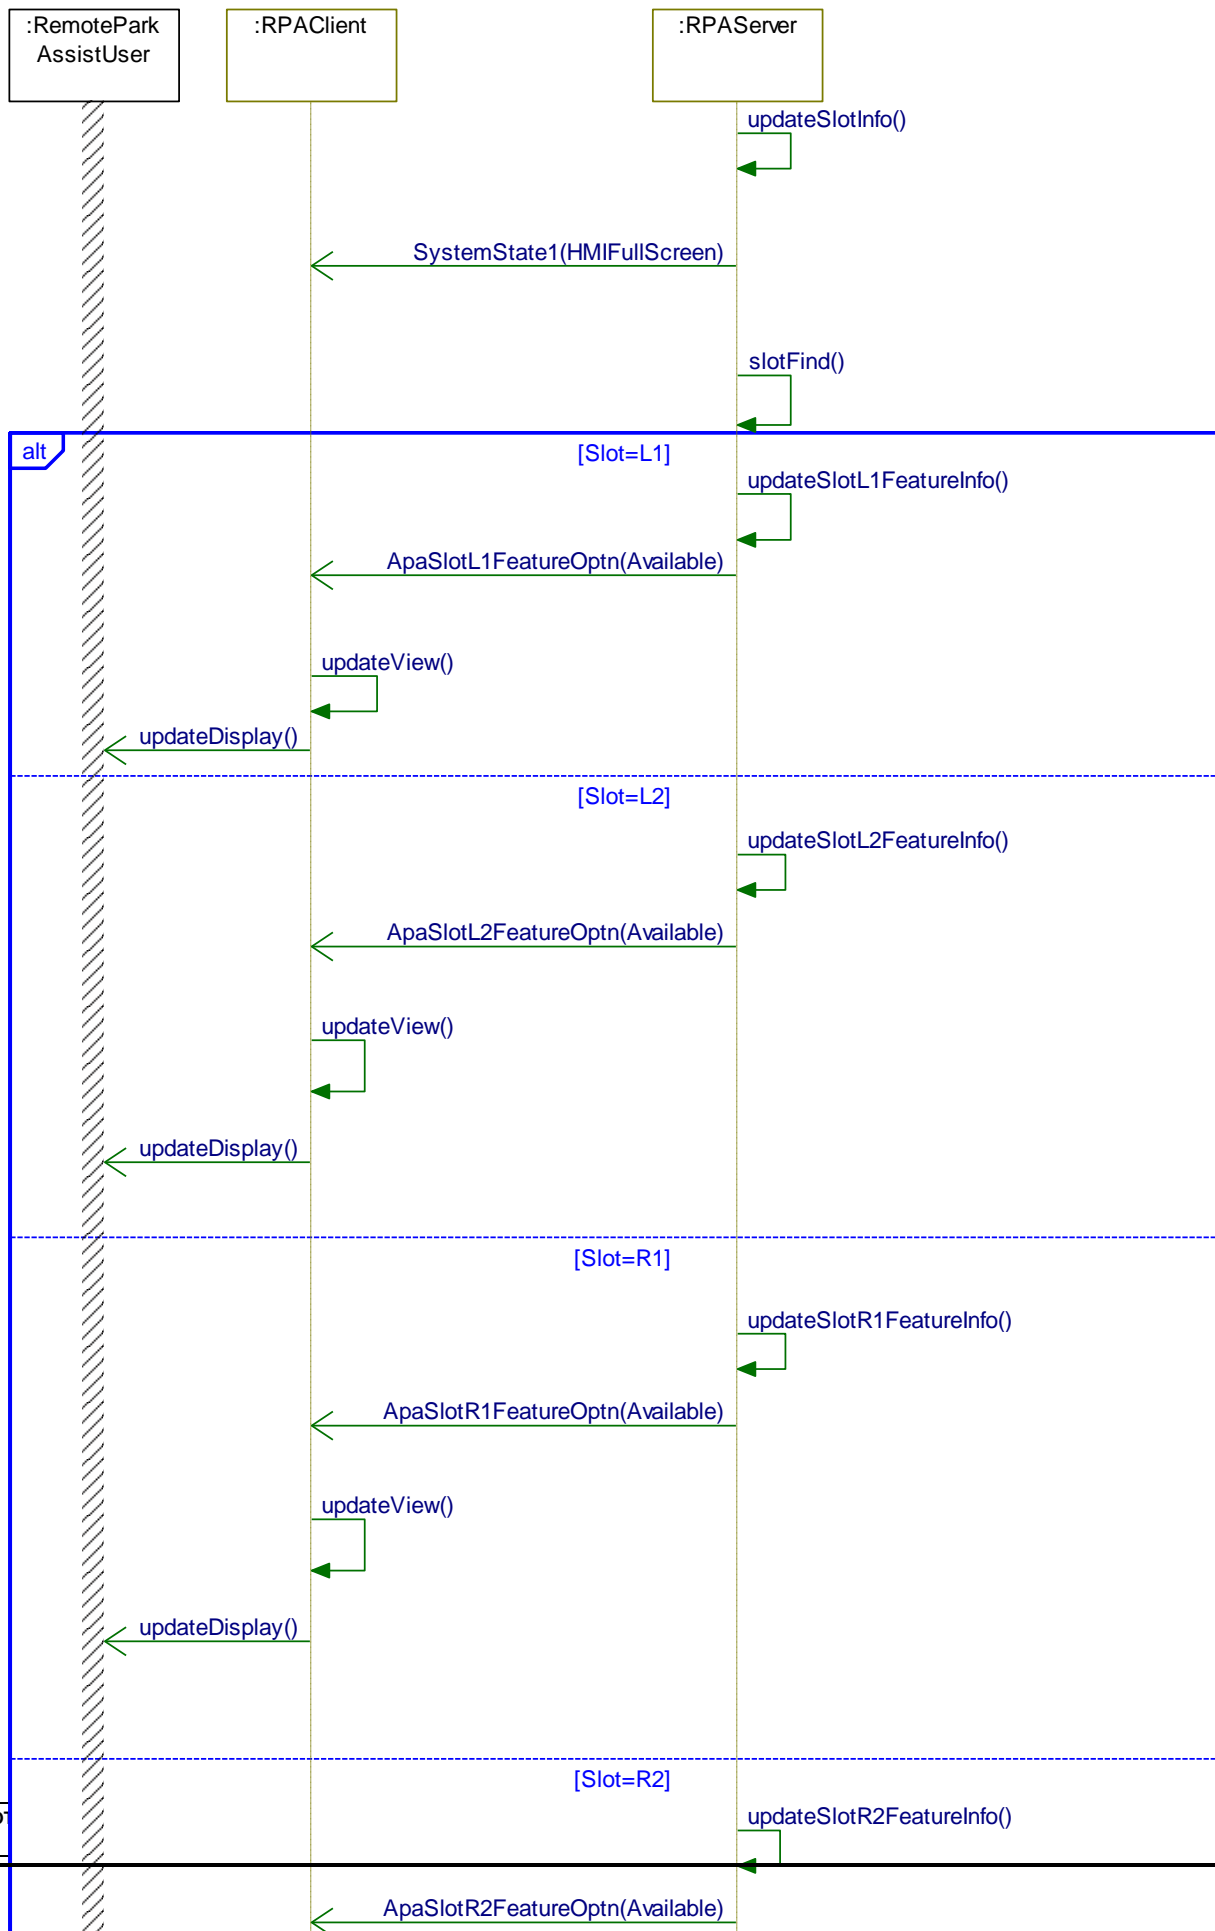 :RemotePark
AssistUser
:RPAClient
:RPAServer
updateSlotInfo()
SystemState1(HMIFullScreen)
slotFind()
alt
[Slot=L1]
updateSlotL1FeatureInfo()
ApaSlotL1FeatureOptn(Available)
updateView()
updateDisplay()
[Slot=L2]
updateSlotL2FeatureInfo()
ApaSlotL2FeatureOptn(Available)
updateView()
updateDisplay()
[Slot=R1]
updateSlotR1FeatureInfo()
ApaSlotR1FeatureOptn(Available)
updateView()
updateDisplay()
[Slot=R2]
updateSlotR2FeatureInfo()
ApaSlotR2FeatureOptn(Available)